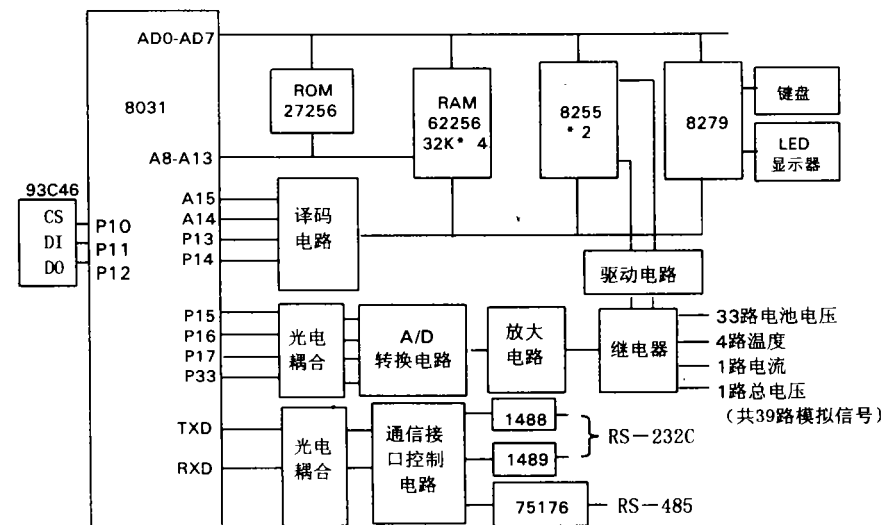 AD0-AD7
8031
ROM
27256
RAM
62256
32K* 4
8255
* 2
8279
键盘
LED
显示器
A8-A13
93C46
CS
DI
DO
P10
P11
P12
A15
A14
P13
P14
译码
电路
驱动电路
P15
P16
P17
P33
光电
耦合
A/D
转换电路
放大
电路
继电器
33路电池电压
4路温度
1路电流
1路总电压
(共39路模拟信号)
TXD
RXD
光电
耦合
通信接
口控制
电路
1488
1489
RS-232C
75176
RS-485